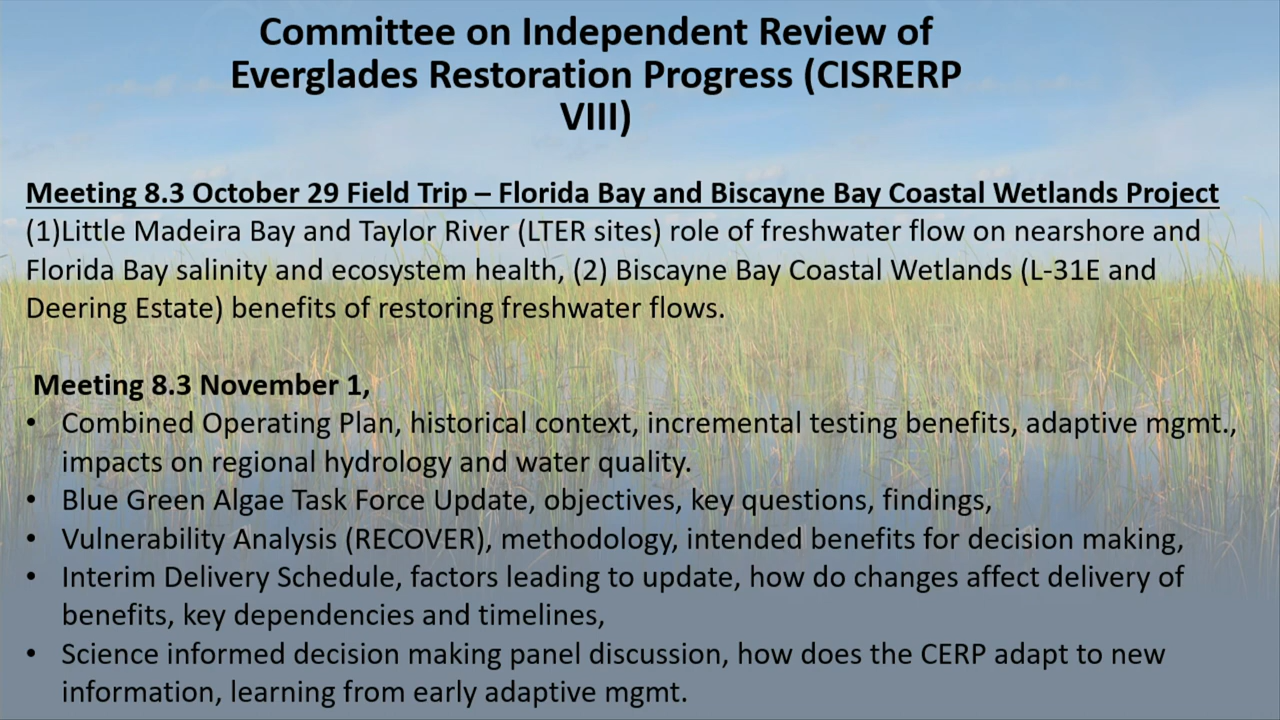 Committee on Independent Review of
Everglades Restoration Progress (CISRERP
VIII)
Meeting 8.3 October 29 Field Trip – Florida Bay and Biscayne Bay Coastal Wetlands Project
(1)Little Madeira Bay and Taylor River (LTER sites) role of freshwater flow on nearshore and
Florida Bay salinity and ecosystem health, (2) Biscayne Bay Coastal Wetlands (L-31E and
Deering Estate) benefits of restoring freshwater flows.
Meeting 8.3 November 1,
• Combined Operating Plan, historical context, incremental testing benefits, adaptive mgmt.,
impacts on regional hydrology and water quality.
• Blue Green Algae Task Force Update, objectives, key questions, findings,
• Vulnerability Analysis (RECOVER), methodology, intended benefits for decision making,
• Interim Delivery Schedule, factors leading to update, how do changes affect delivery of
benefits, key dependencies and timelines,
• Science informed decision making panel discussion, how does the CERP adapt to new
information, learning from early adaptive mgmt.